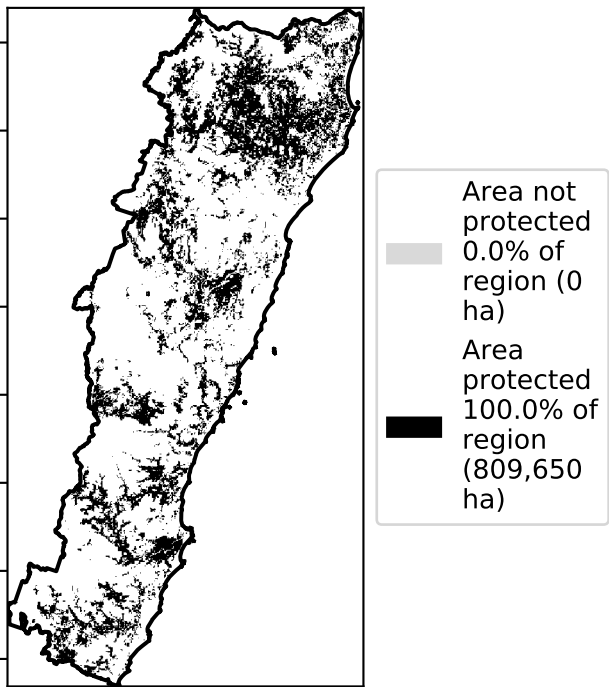 Area not
protected
0.0% of
region (0
ha)
Area
protected
100.0% of
region
(809,650
ha)